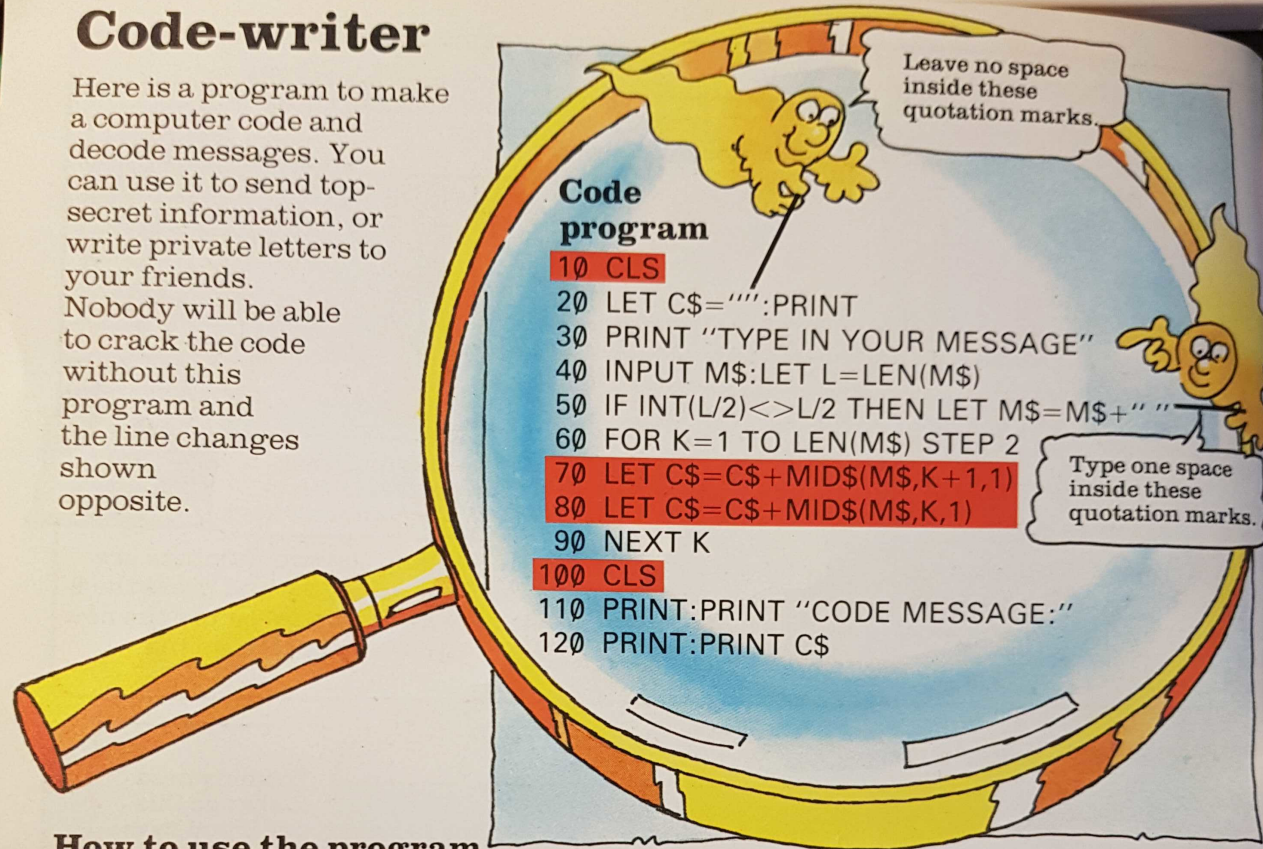 Code-writer
Here is a program to make
a computer code and
decode messages. You
can use it to send top-
secret information, or
write private letters to
your friends.
Nobody will be able
to crack the code
without this
program and
the line changes
shown
opposite.
Leave no space
inside these
quotation marks.
Code
program
10 CLS
20 LET C$="":PRINT
30 PRINT "TYPE IN YOUR MESSAGE"
40 INPUT M$:LET L=LEN(M$)
50 IF INT(L/2)<>L/2 THEN LET M$=M$+" "
60 FOR K=1 TO LEN(M$) STEP 2
70 LET C$=C$+MID$(M$,K+1,1)
80 LET C$=C$+MID$(M$,K,1)
90 NEXT K
100 CLS
110 PRINT:PRINT "CODE MESSAGE:"
120 PRINT:PRINT C$
Type one space
inside these
quotation marks.
How to use the program